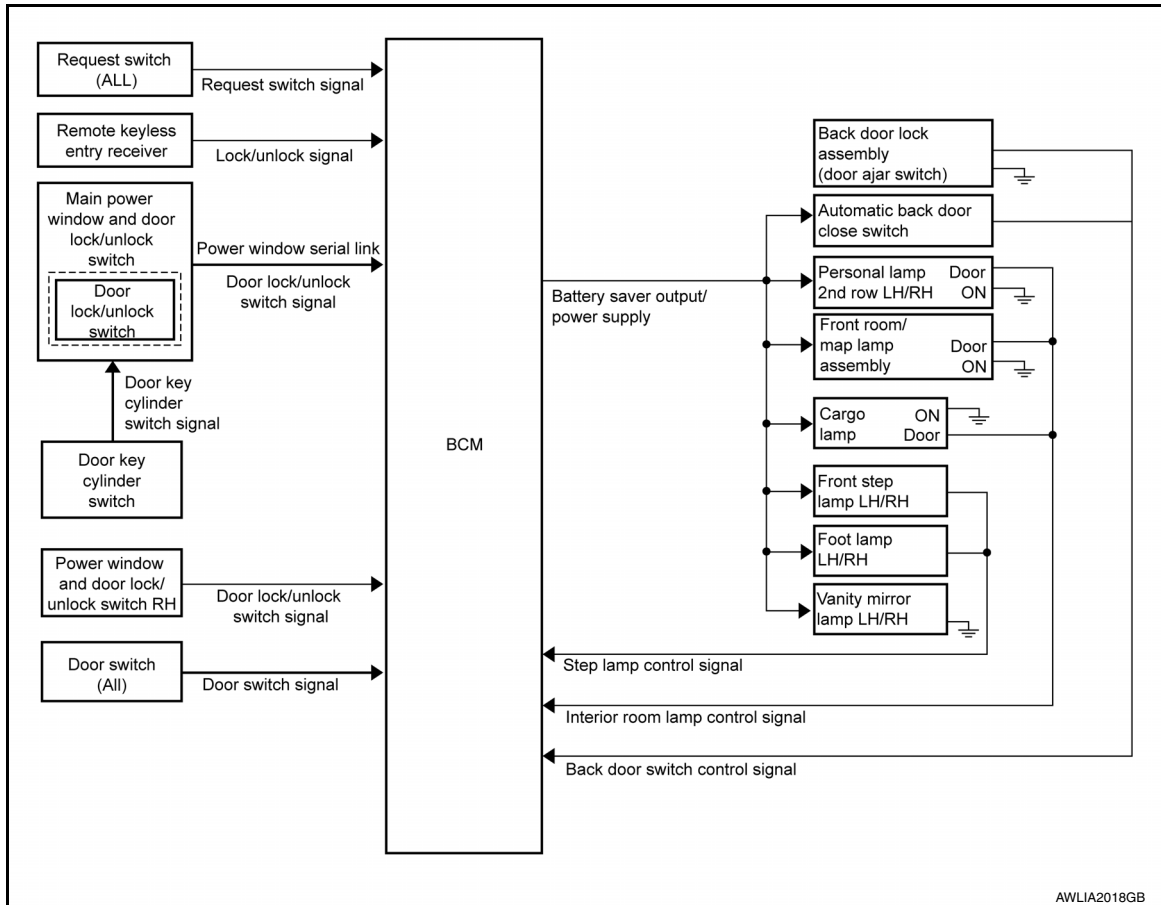 Request switch
(ALL)
Request switch signal
Remote keyless
entry receiver
Lock/unlock signal
Main power
window and door
lock/unlock
switch
Door
lock/unlock
switch
Power window serial link
Door lock/unlock
switch signal
Door key
cylinder
switch signal
Door key
cylinder
switch
Power window
and door lock/
unlock switch RH
Door lock/unlock
switch signal
Door switch
(All)
Door switch signal
BCM
Battery saver output/
power supply
Back door lock
assembly
(door ajar switch)
Automatic back door
close switch
Personal lamp Door
2nd row LH/RH ON
Front room/
map lamp Door
assembly ON
Cargo ON
lamp Door
Front step
lamp LH/RH
Foot lamp
LH/RH
Vanity mirror
lamp LH/RH
Step lamp control signal
Interior room lamp control signal
Back door switch control signal
AWLIA2018GB